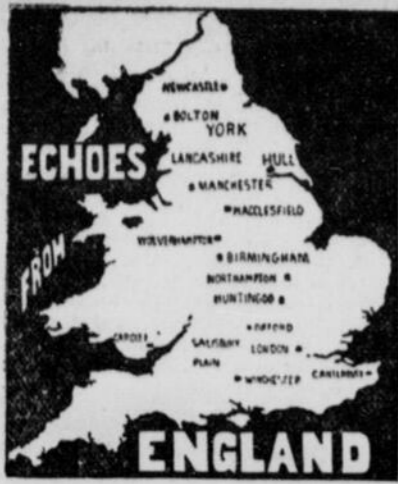 NEWCASTLE
BOLTON
YORK
ECHOES
LANCASHIRE HULL
MANCHESTER
MACCLESFIELD
WOLVERHAMPTON
FROM
BIRMINGHAM
NORTHAMPTON
HUNTINGDO
OXFORD
CARDIFF
SALISBURY
PLAIN
LONDON
WINCHESTER
CANTERBURY
ENGLAND